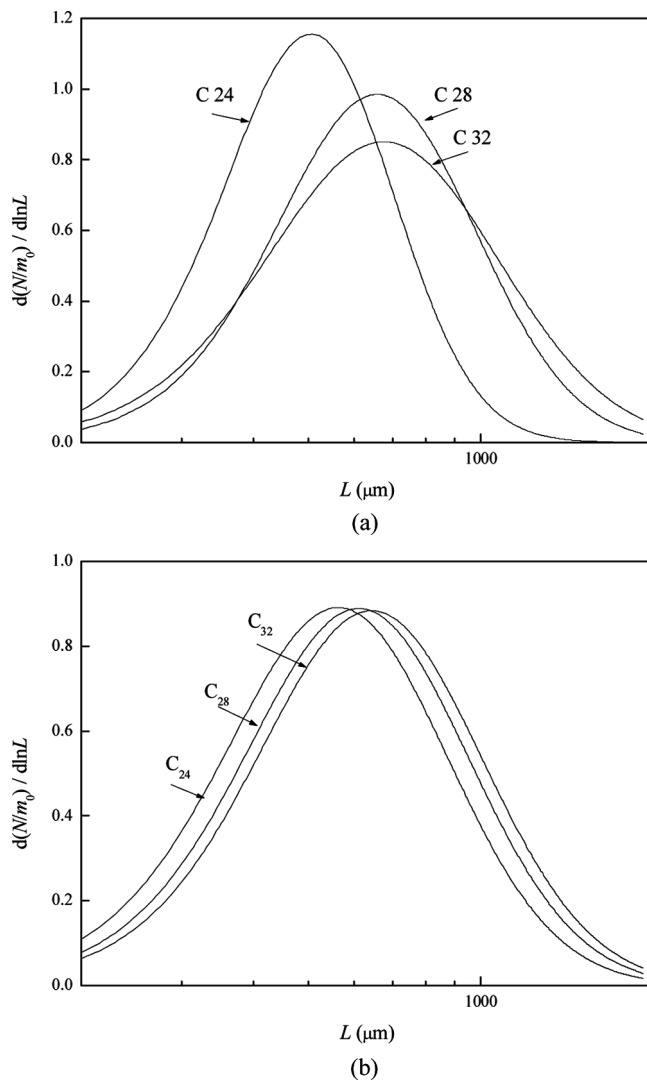 1.2
1.0
0.8
0.6
0.4
0.2
0.0
d(N/m₀) / dlnL
C 24
C 28
C 32
1000
L (μm)
(a)
1.0
0.8
0.6
0.4
0.2
0.0
d(N/m₀) / dlnL
C₃₂
C₂₈
C₂₄
1000
L (μm)
(b)